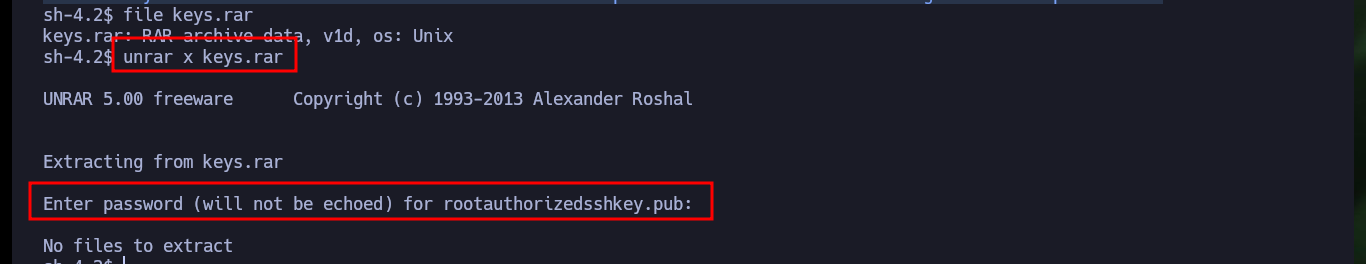 sh-4.2$ file keys.rar
keys.rar: RAR archive data, v1d, os: Unix
sh-4.2$ unrar x keys.rar
UNRAR 5.00 freeware      Copyright (c) 1993-2013 Alexander Roshal
Extracting from keys.rar
Enter password (will not be echoed) for rootauthorizedsshkey.pub:
No files to extract
sh-4.2$